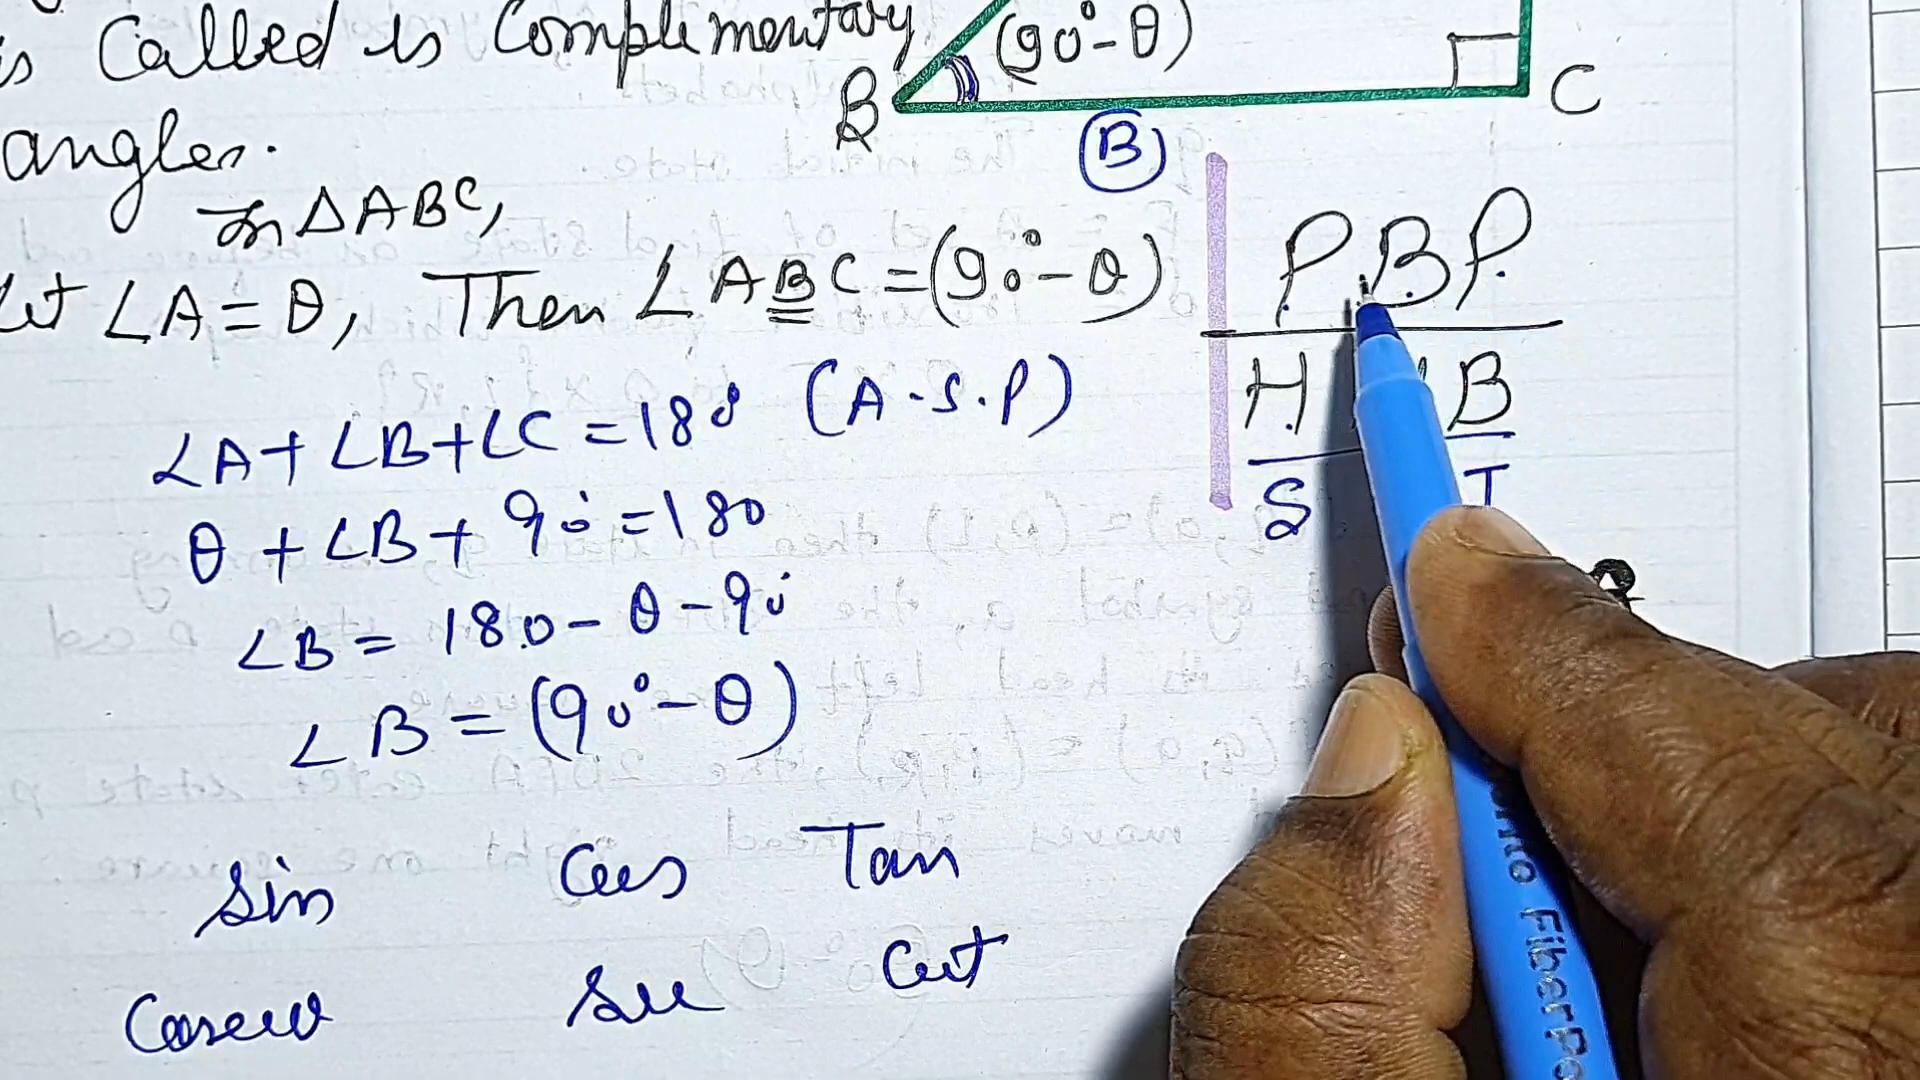 is Called is Complimentary
angles.
In ΔABC,
Let ∠A = θ, Then ∠ABC = (90° - θ)
∠A + ∠B + ∠C = 180 (A.S.P)
θ + ∠B + 90° = 180
∠B = 180 - θ - 90°
∠B = (90° - θ)
sin Cos Tan
Cosec Sec Cot
(90° - θ)
B C
B
P. B. P.
H B
S T